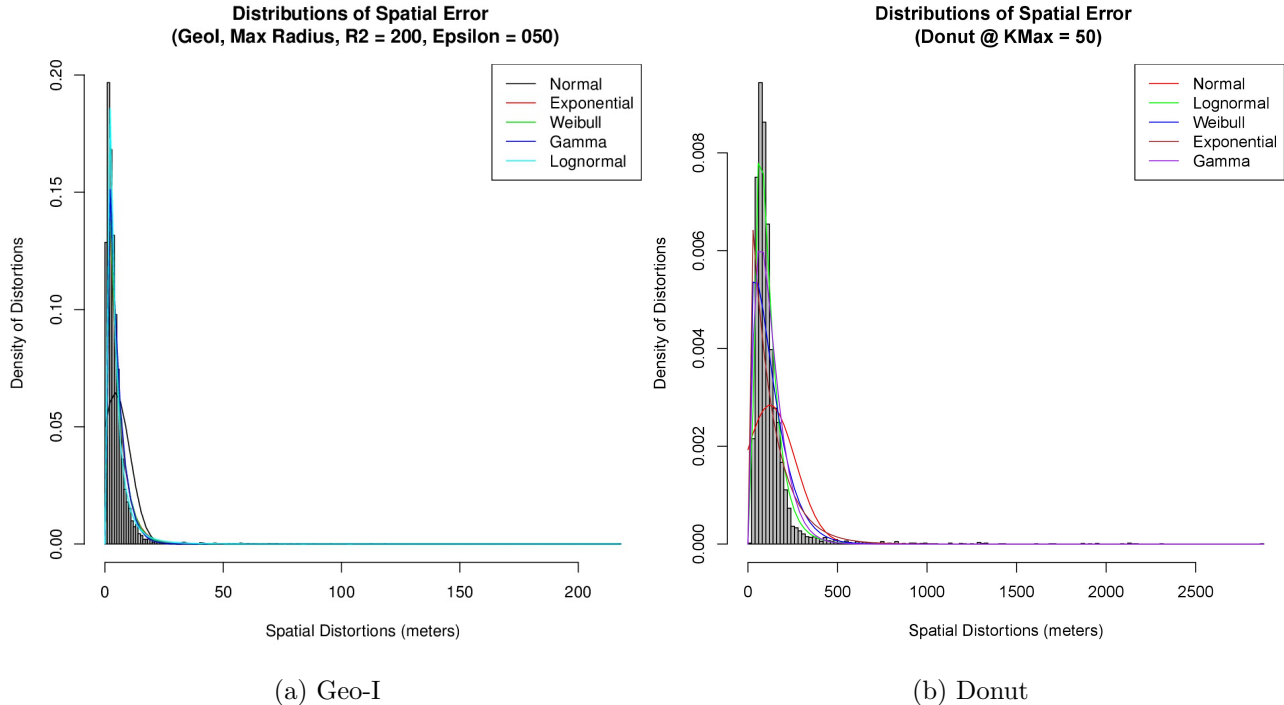 Distributions of Spatial Error
(GeoI, Max Radius, R2 = 200, Epsilon = 050)
Normal
Exponential
Weibull
Gamma
Lognormal
0.20
0.15
0.10
0.05
0.00
Density of Distortions
0
50
100
150
200
Spatial Distortions (meters)
(a) Geo-I
Distributions of Spatial Error
(Donut @ KMax = 50)
Normal
Lognormal
Weibull
Exponential
Gamma
0.008
0.006
0.004
0.002
0.000
Density of Distortions
0
500
1000
1500
2000
2500
Spatial Distortions (meters)
(b) Donut